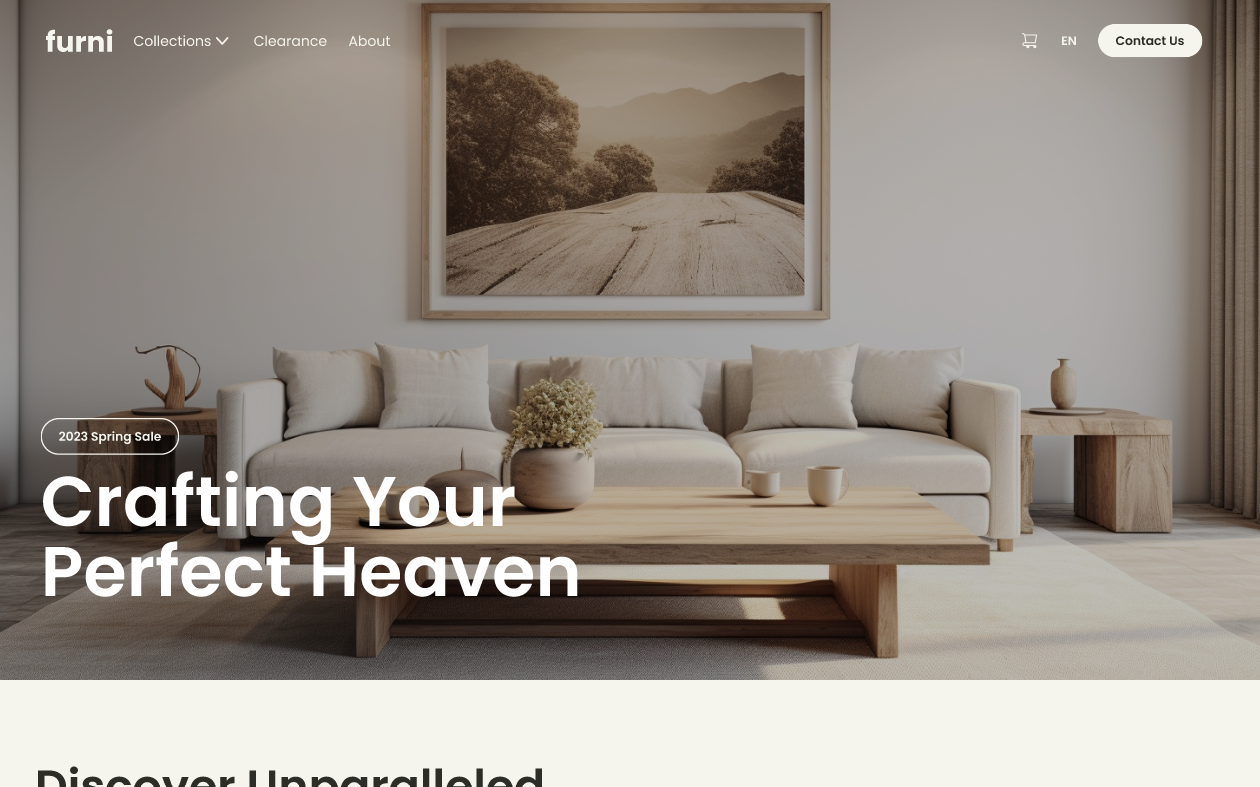 furni
Collections
Clearance
About
EN
Contact Us
2023 Spring Sale
Crafting Your
Perfect Heaven
Discover Unparalleled